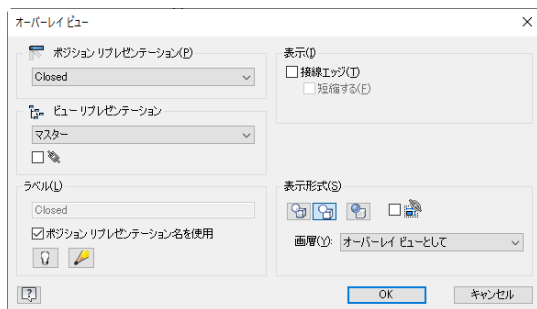 オーバーレイ ビュー
ポジション リプレゼンテーション(P)
Closed
ビュー リプレゼンテーション
マスター
ラベル(L)
Closed
ポジション リプレゼンテーション名を使用
表示(I)
接線エッジ(T)
短縮する(F)
表示形式(S)
画層(Y): オーバーレイ ビューとして
OK キャンセル